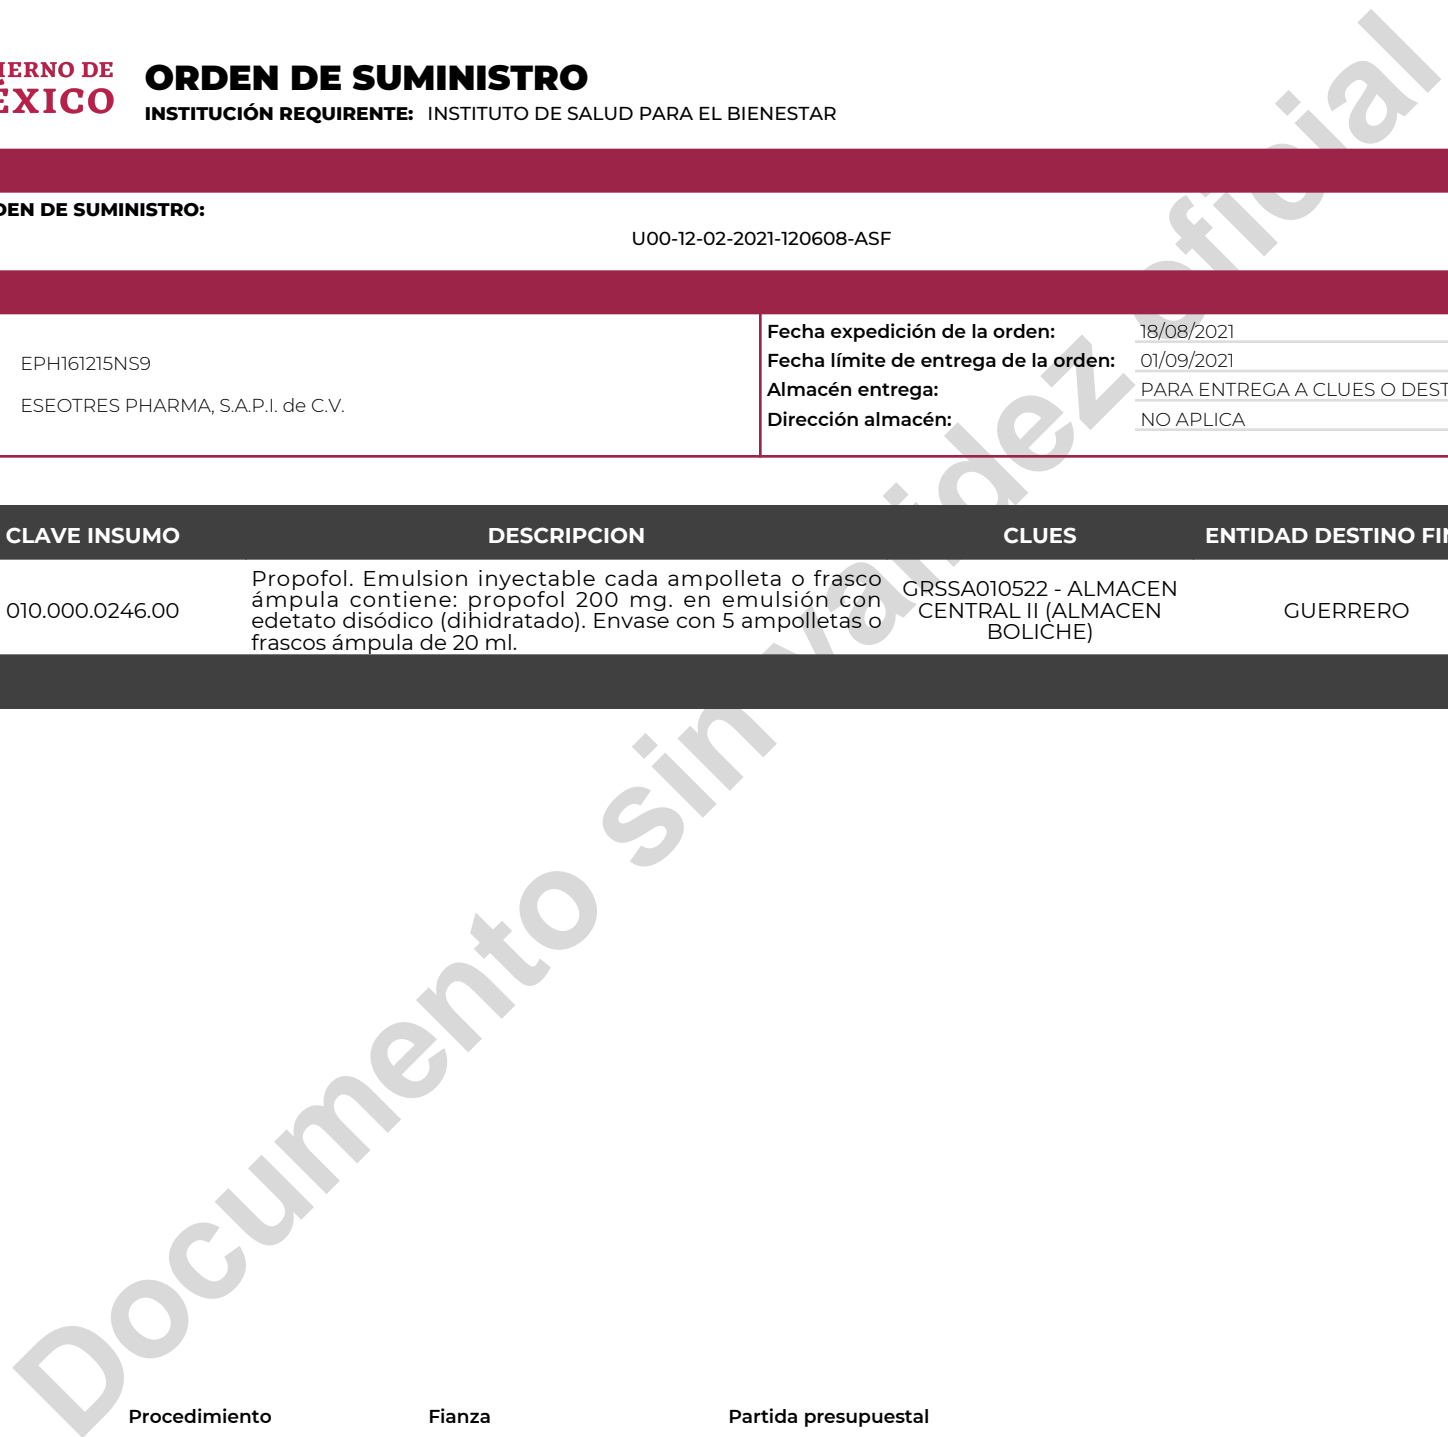 IERNO DE
ÉXICO
ORDEN DE SUMINISTRO
INSTITUCIÓN REQUIRENTE: INSTITUTO DE SALUD PARA EL BIENESTAR
DEN DE SUMINISTRO:
U00-12-02-2021-120608-ASF
EPH161215NS9
ESEOTRES PHARMA, S.A.P.I. de C.V.
Fecha expedición de la orden: 18/08/2021
Fecha límite de entrega de la orden: 01/09/2021
Almacén entrega: PARA ENTREGA A CLUES O DEST
Dirección almacén: NO APLICA
CLAVE INSUMO DESCRIPCION CLUES ENTIDAD DESTINO FIN
010.000.0246.00
Propofol. Emulsion inyectable cada ampolleta o frasco
ámpula contiene: propofol 200 mg. en emulsión con
edetato disódico (dihidratado). Envase con 5 ampolletas o
frascos ámpula de 20 ml.
GRSSA010522 - ALMACEN
CENTRAL II (ALMACEN
BOLICHE)
GUERRERO
Documento sin validez oficial
Procedimiento Fianza Partida presupuestal